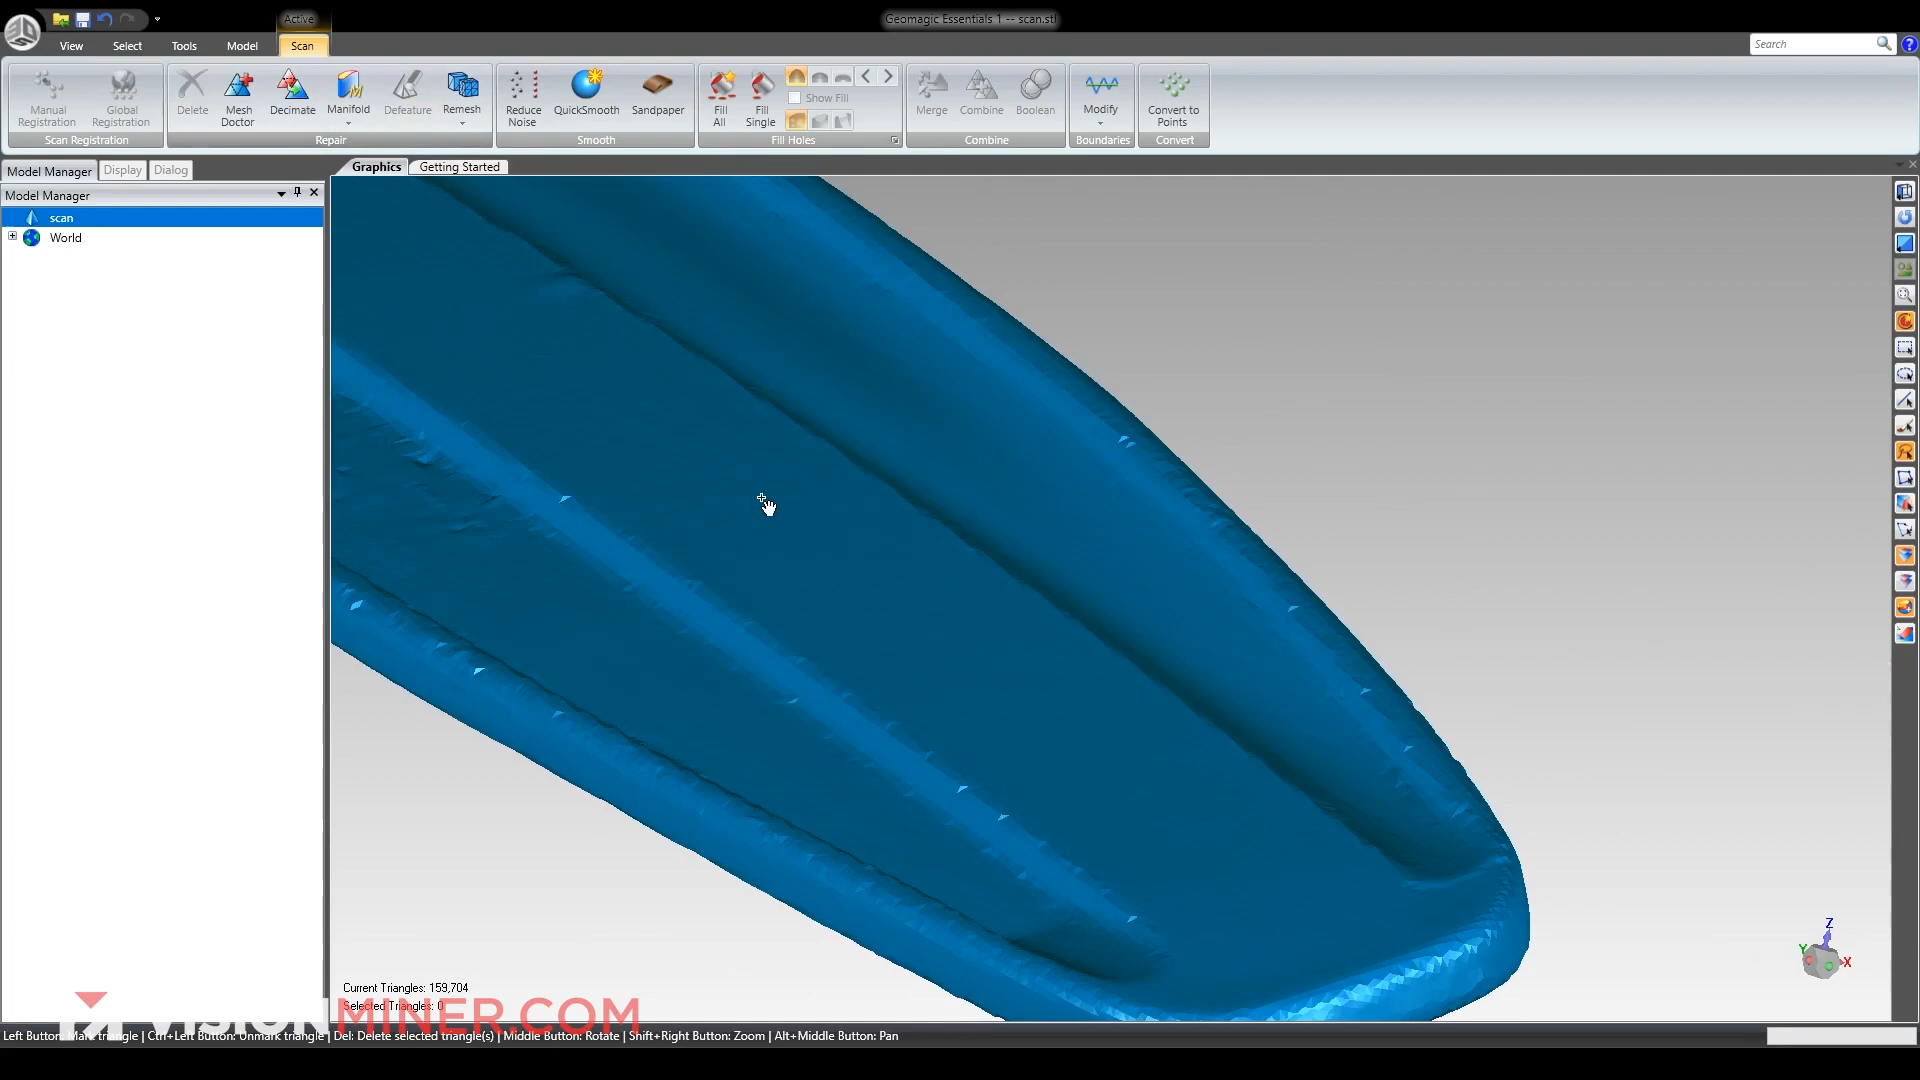 Active
Geomagic Essentials 1 -- scan.stl
View Select Tools Model Scan
Search
Manual Registration
Global Registration
Scan Registration
Delete
Mesh Doctor
Decimate
Manifold
Defeature
Remesh
Repair
Reduce Noise
QuickSmooth
Sandpaper
Smooth
Fill All
Fill Single
Show Fill
Fill Holes
Merge
Combine
Boolean
Combine
Modify
Boundaries
Convert to Points
Convert
Model Manager Display Dialog
Graphics Getting Started
Model Manager
scan
World
Z
Y
X
Current Triangles: 159,704
Selected Triangles: 0
VISIONMINER.COM
Left Button: Mark triangle | Ctrl+Left Button: Unmark triangle | Del: Delete selected triangle(s) | Middle Button: Rotate | Shift+Right Button: Zoom | Alt+Middle Button: Pan